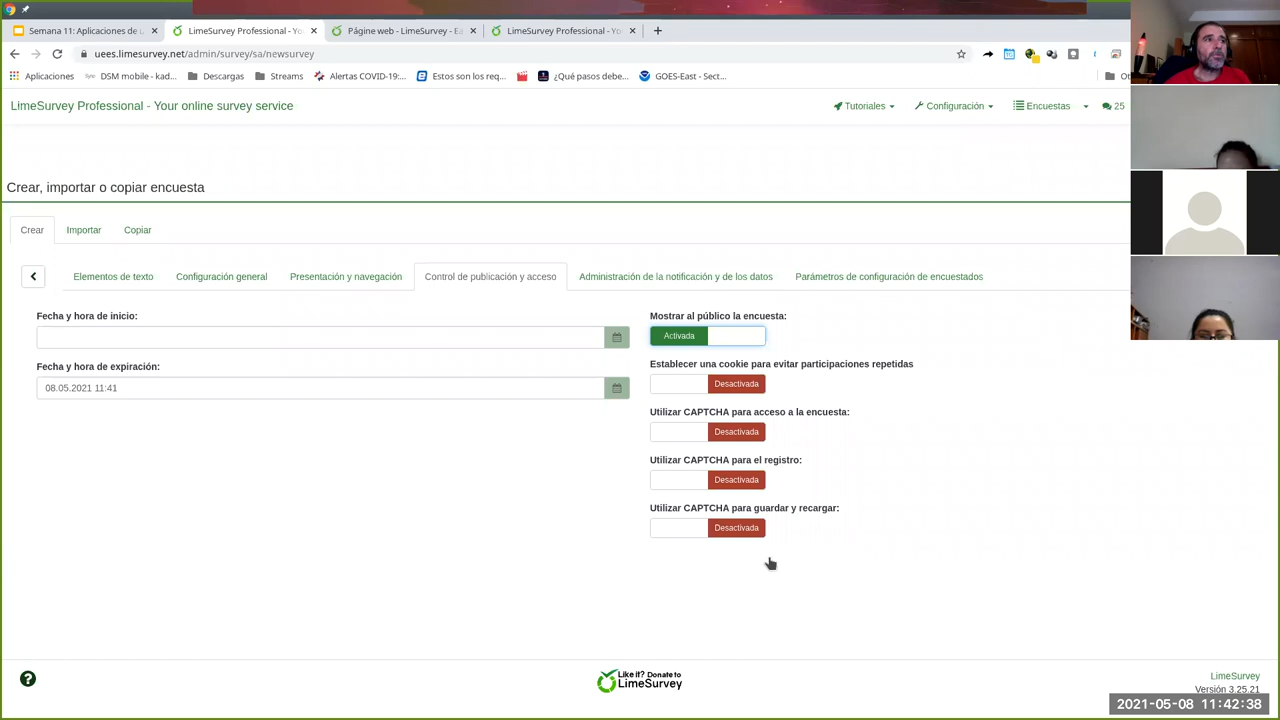 Semana 11: Aplicaciones de u
LimeSurvey Professional - Yo
Página web - LimeSurvey - Ea
LimeSurvey Professional - Yo
uees.limesurvey.net/admin/survey/sa/newsurvey
Aplicaciones
DSM mobile - kad...
Descargas
Streams
Alertas COVID-19:...
Estos son los req...
¿Qué pasos debe...
GOES-East - Sect...
Ot
LimeSurvey Professional - Your online survey service
Tutoriales
Configuración
Encuestas
25
Crear, importar o copiar encuesta
Crear
Importar
Copiar
Elementos de texto
Configuración general
Presentación y navegación
Control de publicación y acceso
Administración de la notificación y de los datos
Parámetros de configuración de encuestados
Fecha y hora de inicio:
Fecha y hora de expiración:
08.05.2021 11:41
Mostrar al público la encuesta:
Activada
Establecer una cookie para evitar participaciones repetidas
Desactivada
Utilizar CAPTCHA para acceso a la encuesta:
Desactivada
Utilizar CAPTCHA para el registro:
Desactivada
Utilizar CAPTCHA para guardar y recargar:
Desactivada
Like it? Donate to
LimeSurvey
LimeSurvey
Versión 3.25.21
2021-05-08 11:42:38